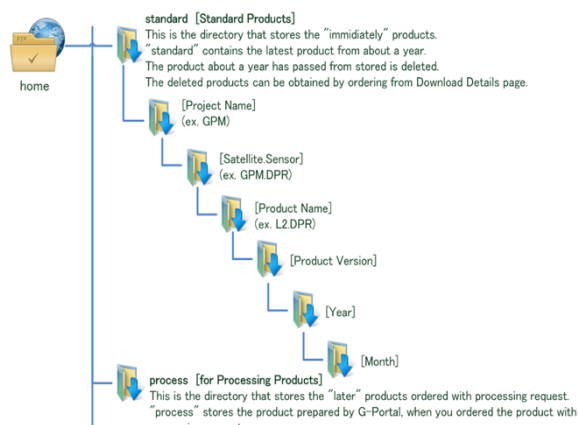 FTP
home
standard [Standard Products]
This is the directory that stores the "immidiately" products.
"standard" contains the latest product from about a year.
The product about a year has passed from stored is deleted.
The deleted products can be obtained by ordering from Download Details page.
[Project Name]
(ex. GPM)
[Satellite.Sensor]
(ex. GPM.DPR)
[Product Name]
(ex. L2.DPR)
[Product Version]
[Year]
[Month]
process [for Processing Products]
This is the directory that stores the "later" products ordered with processing request.
"process" stores the product prepared by G-Portal, when you ordered the product with